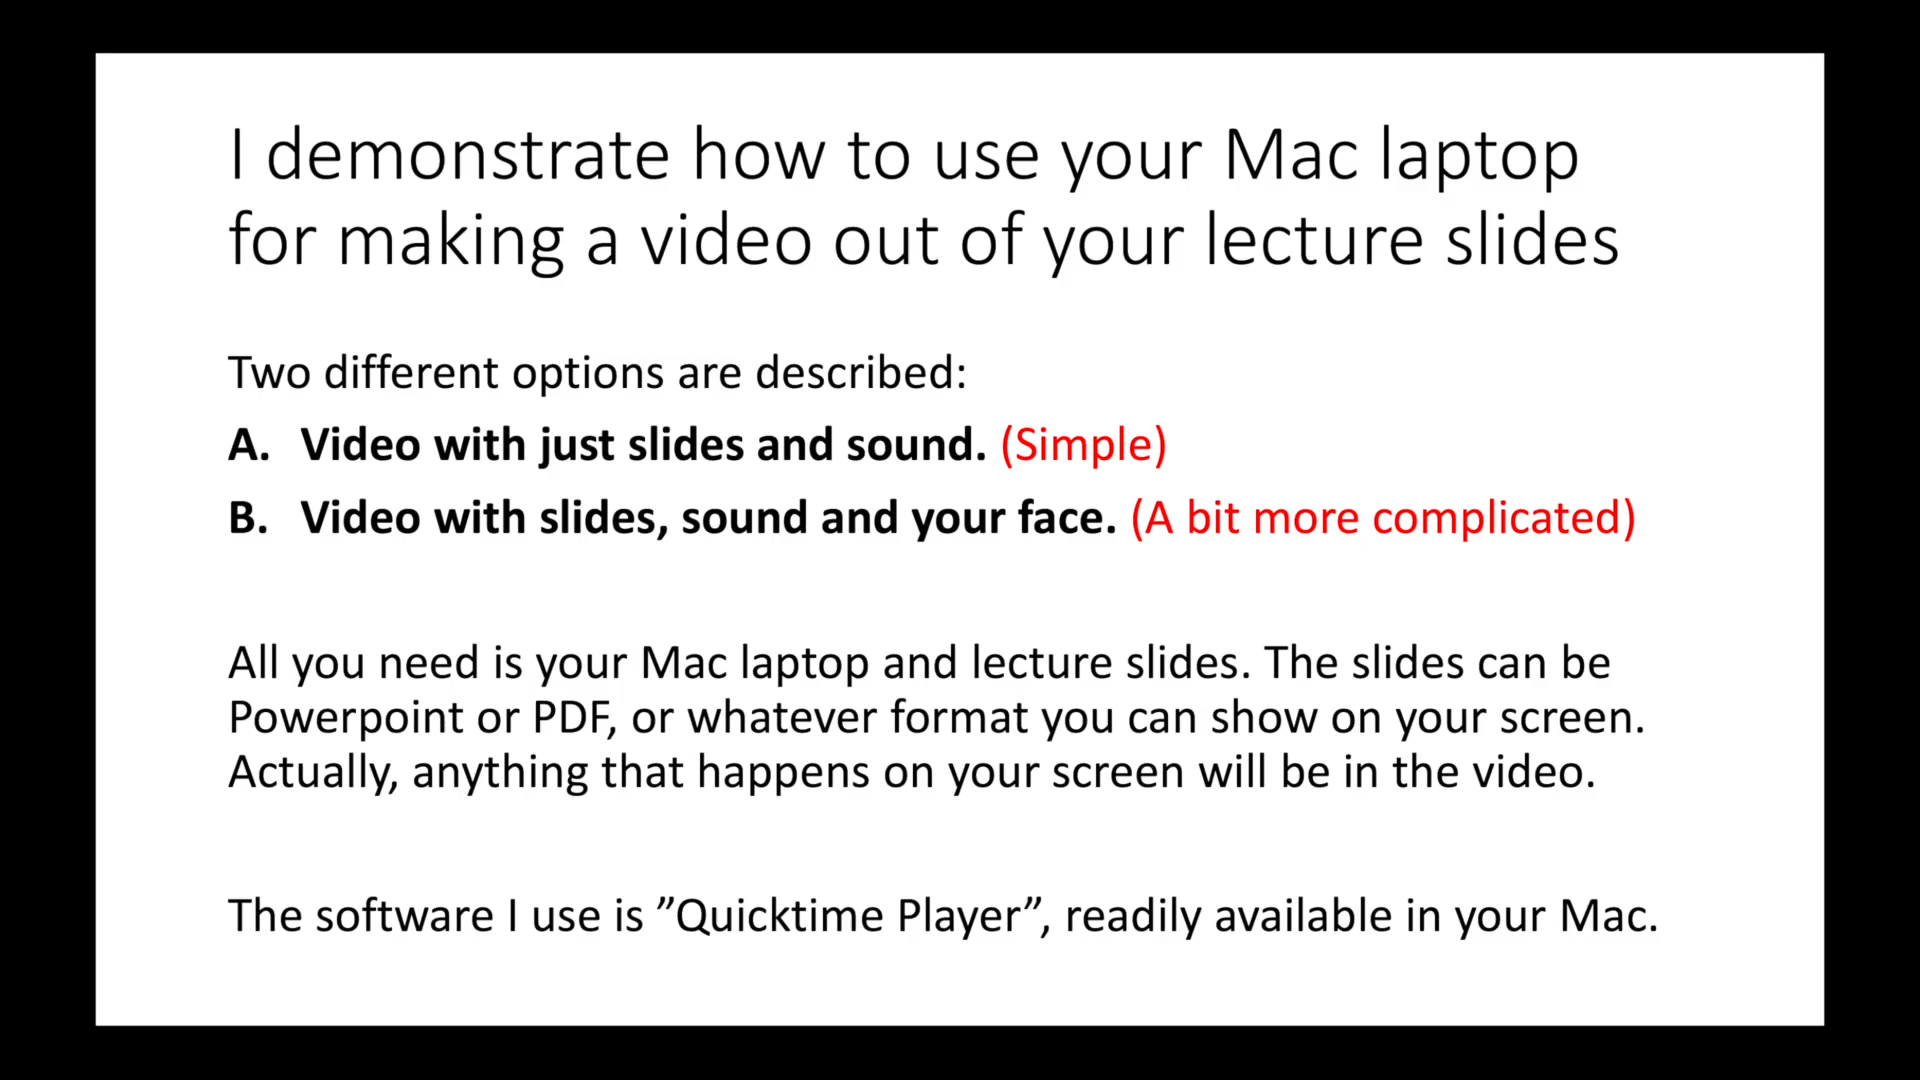 I demonstrate how to use your Mac laptop
for making a video out of your lecture slides
Two different options are described:
A. Video with just slides and sound. (Simple)
B. Video with slides, sound and your face. (A bit more complicated)
All you need is your Mac laptop and lecture slides. The slides can be
Powerpoint or PDF, or whatever format you can show on your screen.
Actually, anything that happens on your screen will be in the video.
The software I use is ”Quicktime Player”, readily available in your Mac.